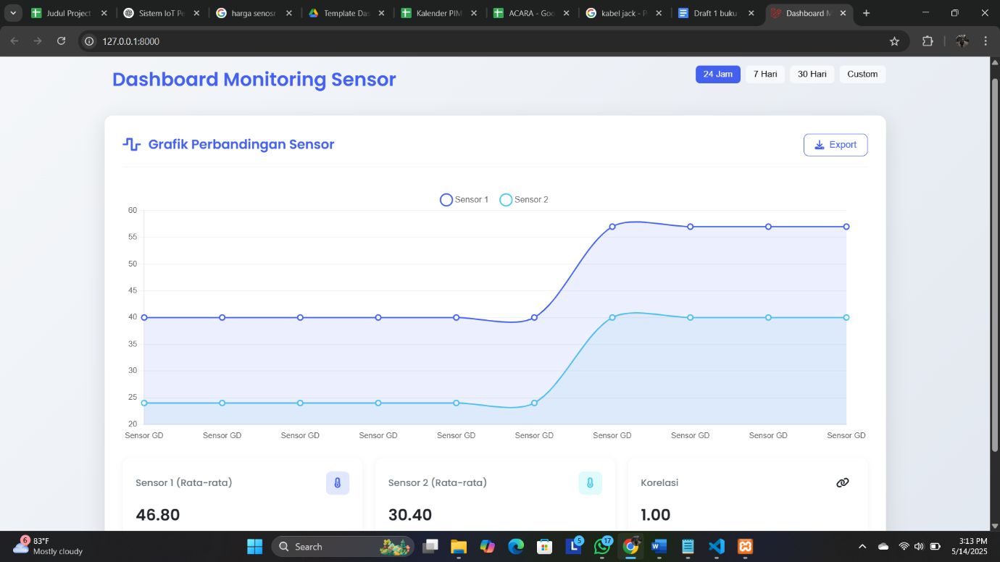 Judul Project
Sistem IoT Pe
harga senosr
Template Das
Kalender PIM
ACARA - Goo
kabel jack - P
Draft 1 buku
Dashboard M
127.0.0.1:8000
Dashboard Monitoring Sensor
24 Jam
7 Hari
30 Hari
Custom
Grafik Perbandingan Sensor
Export
Sensor 1 Sensor 2
60
55
50
45
40
35
30
25
20
Sensor GD Sensor GD Sensor GD Sensor GD Sensor GD Sensor GD Sensor GD Sensor GD Sensor GD Sensor GD
Sensor 1 (Rata-rata)
46.80
Sensor 2 (Rata-rata)
30.40
Korelasi
1.00
6
83°F
Mostly cloudy
Search
L
5
17
W
3:13 PM
5/14/2025